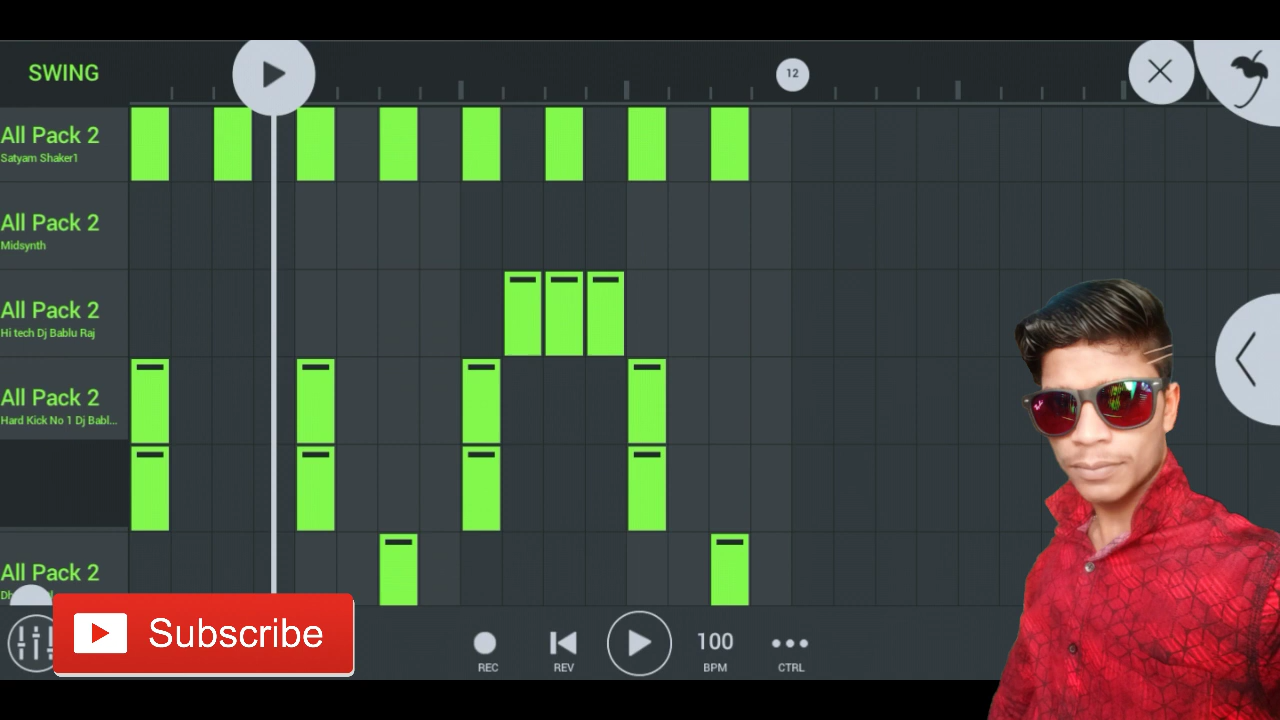 SWING
12
All Pack 2
Satyam Shaker1
All Pack 2
Midsynth
All Pack 2
Hi tech Dj Bablu Raj
All Pack 2
Hard Kick No 1 Dj Babl...
All Pack 2
Subscribe
100
REC
REV
BPM
CTRL